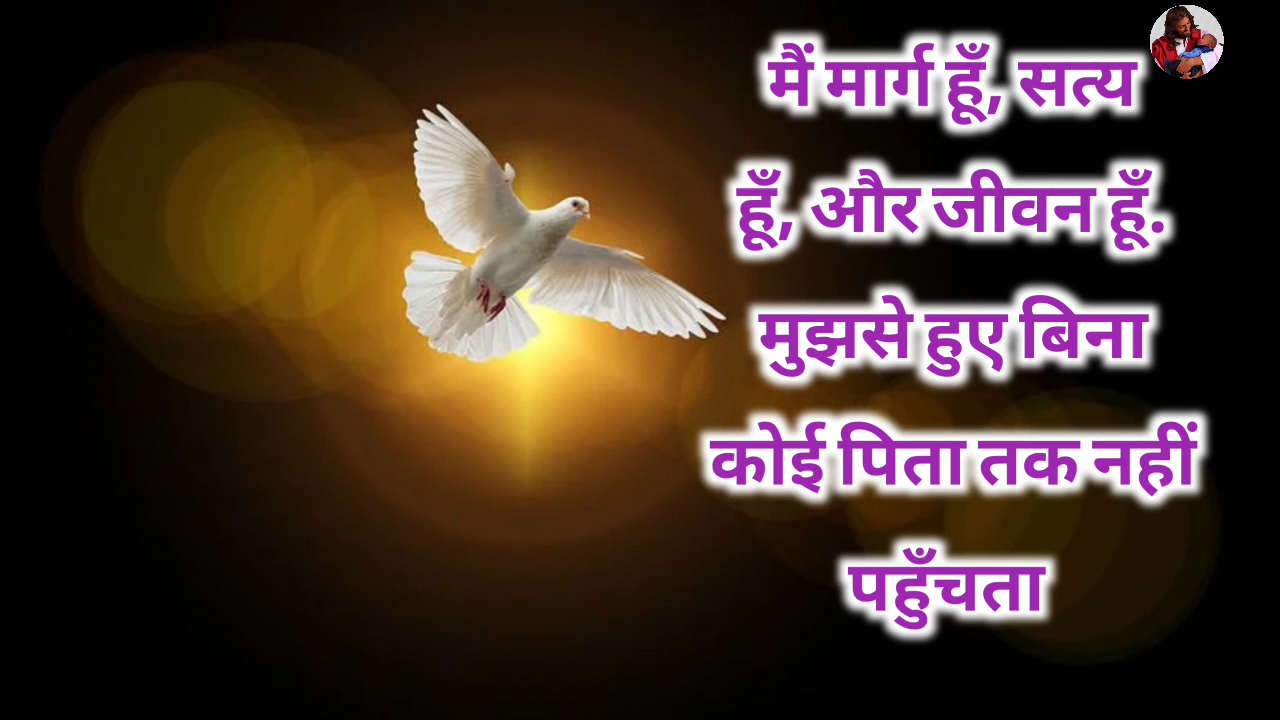 मैं मार्ग हूँ, सत्य
हूँ, और जीवन हूँ.
मुझसे हुए बिना
कोई पिता तक नहीं
पहुँचता